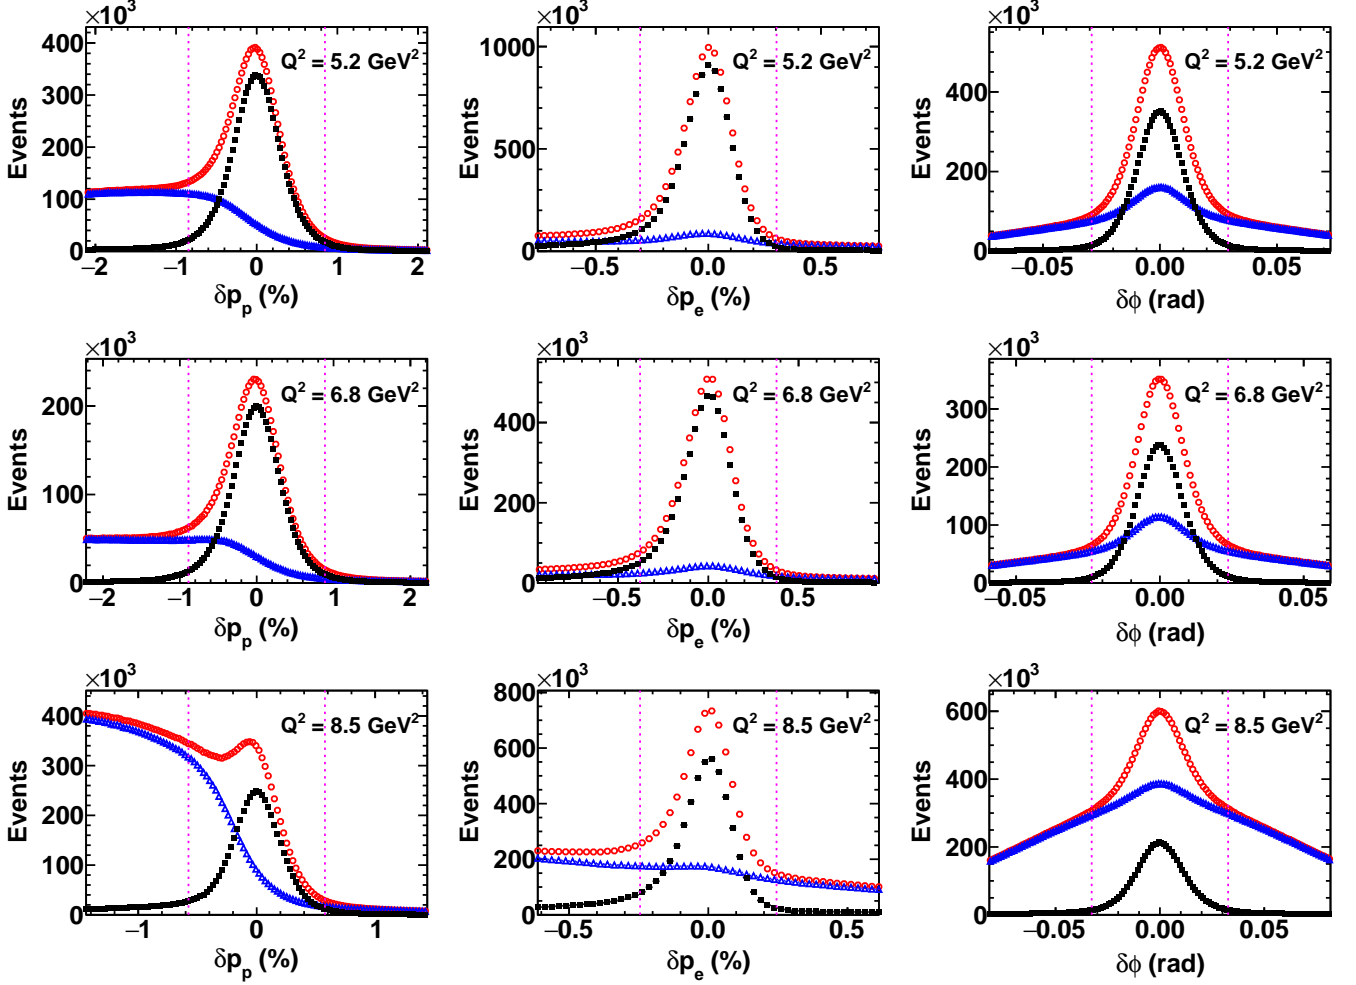 ×10³ ×10³ ×10³
Events 400 300 200 100 0 Q² = 5.2 GeV² −2 −1 0 1 2 δp_p (%)
Events 1000 500 0 Q² = 5.2 GeV² −0.5 0.0 0.5 δp_e (%)
Events 400 200 0 Q² = 5.2 GeV² −0.05 0.00 0.05 δϕ (rad)
×10³ ×10³ ×10³
Events 200 100 0 Q² = 6.8 GeV² −2 −1 0 1 2 δp_p (%)
Events 400 200 0 Q² = 6.8 GeV² −0.5 0.0 0.5 δp_e (%)
Events 300 200 100 0 Q² = 6.8 GeV² −0.05 0.00 0.05 δϕ (rad)
×10³ ×10³ ×10³
Events 400 300 200 100 0 Q² = 8.5 GeV² −1 0 1 δp_p (%)
Events 800 600 400 200 0 Q² = 8.5 GeV² −0.5 0.0 0.5 δp_e (%)
Events 600 400 200 0 Q² = 8.5 GeV² −0.05 0.00 0.05 δϕ (rad)